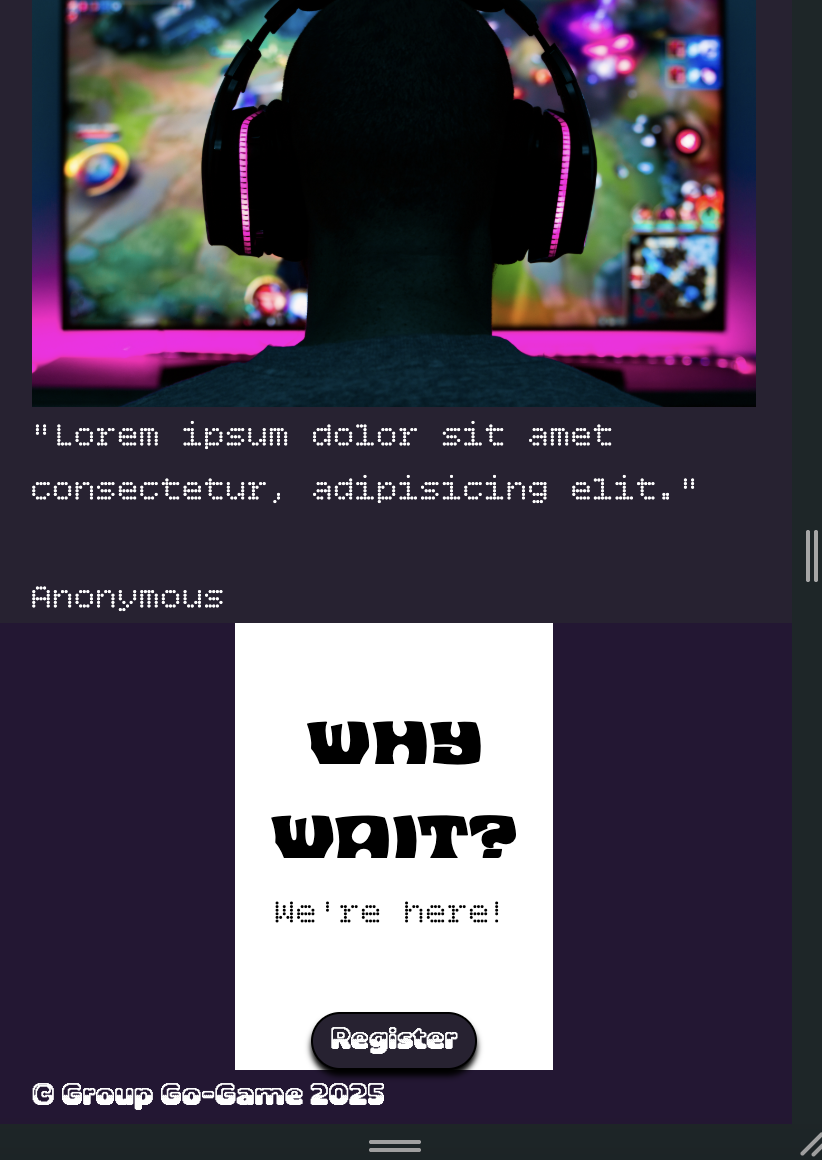 "Lorem ipsum dolor sit amet
consectetur, adipisicing elit."
Anonymous
WHY
WAIT?
We're here!
Register
© Group Go-Game 2025